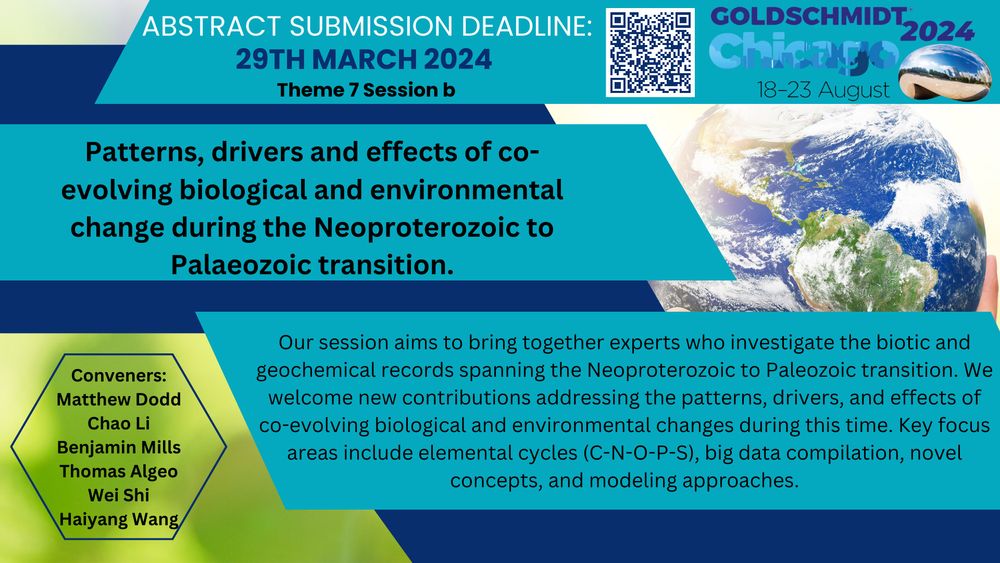 ABSTRACT SUBMISSION DEADLINE:
29TH MARCH 2024
Theme 7 Session b
GOLDSCHMIDT
2024
Chicago
18-23 August
Patterns, drivers and effects of co-
evolving biological and environmental
change during the Neoproterozoic to
Palaeozoic transition.
Our session aims to bring together experts who investigate the biotic and
geochemical records spanning the Neoproterozoic to Paleozoic transition. We
welcome new contributions addressing the patterns, drivers, and effects of
co-evolving biological and environmental changes during this time. Key focus
areas include elemental cycles (C-N-O-P-S), big data compilation, novel
concepts, and modeling approaches.
Conveners:
Matthew Dodd
Chao Li
Benjamin Mills
Thomas Algeo
Wei Shi
Haiyang Wang